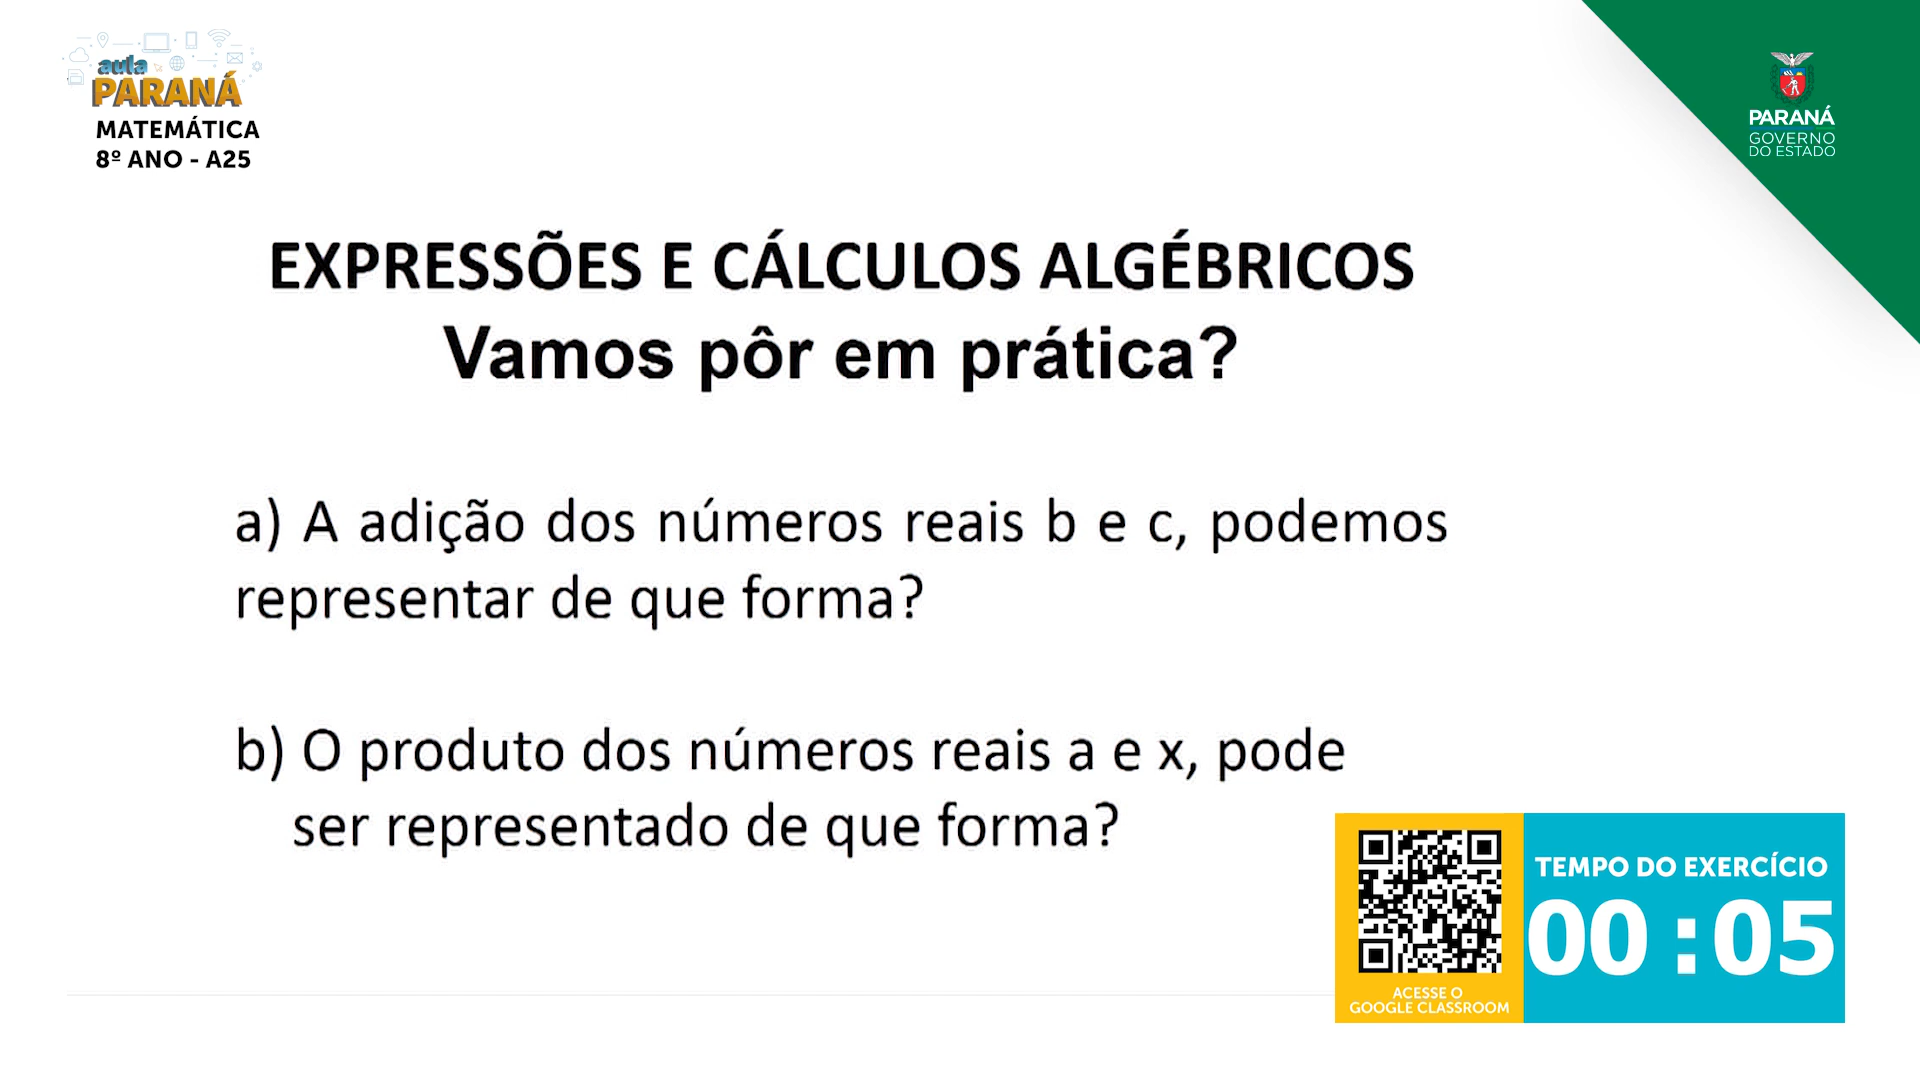 aula
PARANÁ
MATEMÁTICA
8º ANO - A25
PARANÁ
GOVERNO
DO ESTADO
EXPRESSÕES E CÁLCULOS ALGÉBRICOS
Vamos pôr em prática?
a) A adição dos números reais b e c, podemos
representar de que forma?
b) O produto dos números reais a e x, pode
ser representado de que forma?
TEMPO DO EXERCÍCIO
00:05
ACESSE O
GOOGLE CLASSROOM